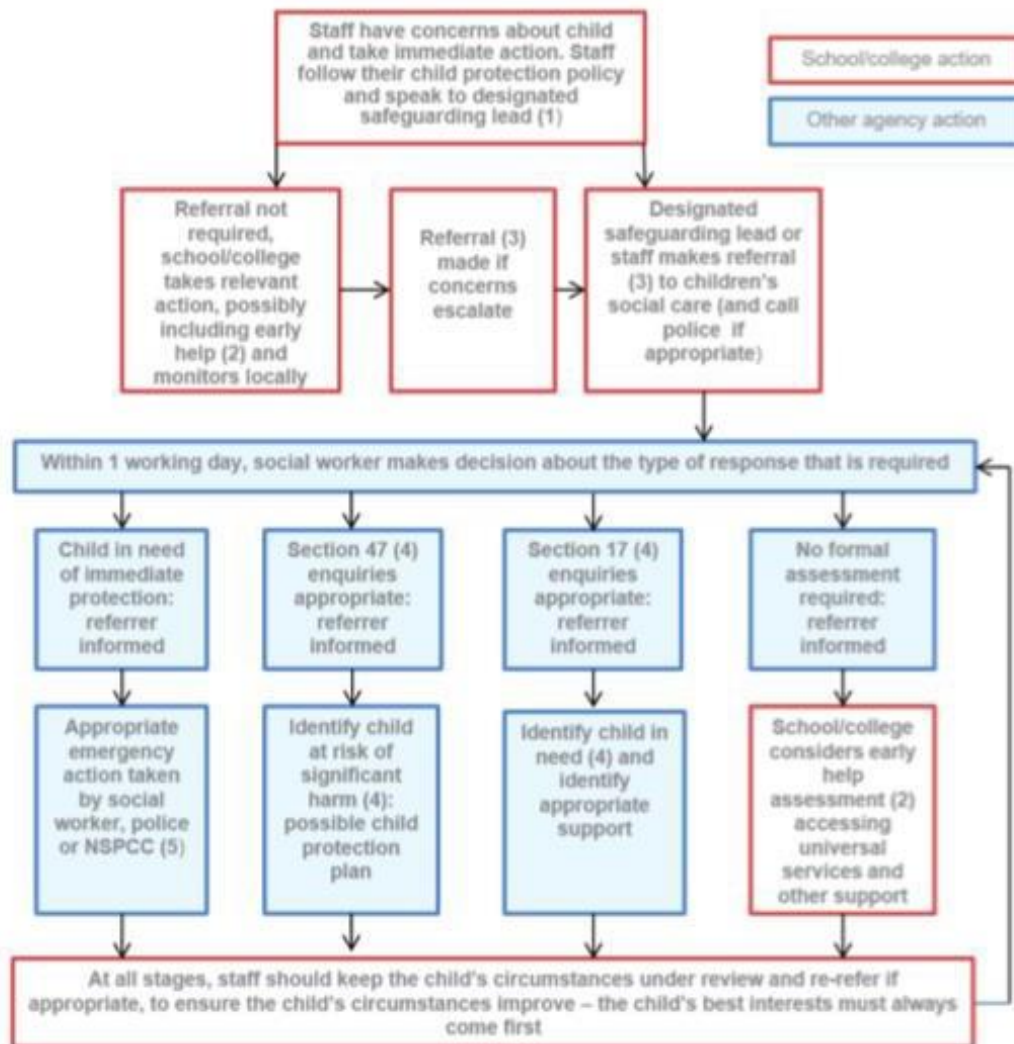 Staff have concerns about child
and take immediate action. Staff
follow their child protection policy
and speak to designated
safeguarding lead (1)
School/college action
Other agency action
Referral not
required,
school/college
takes relevant
action, possibly
including early
help (2) and
monitors locally
Referral (3)
made if
concerns
escalate
Designated
safeguarding lead or
staff makes referral
(3) to children's
social care (and call
police if
appropriate)
Within 1 working day, social worker makes decision about the type of response that is required
Child in need
of immediate
protection:
referrer
informed
Section 47 (4)
enquiries
appropriate:
referrer
informed
Section 17 (4)
enquiries
appropriate:
referrer
informed
No formal
assessment
required:
referrer
informed
Appropriate
emergency
action taken
by social
worker, police
or NSPCC (5)
Identify child
at risk of
significant
harm (4):
possible child
protection
plan
Identify child in
need (4) and
identify
appropriate
support
School/college
considers early
help
assessment (2)
accessing
universal
services and
other support
At all stages, staff should keep the child's circumstances under review and re-refer if
appropriate, to ensure the child's circumstances improve – the child's best interests must always
come first